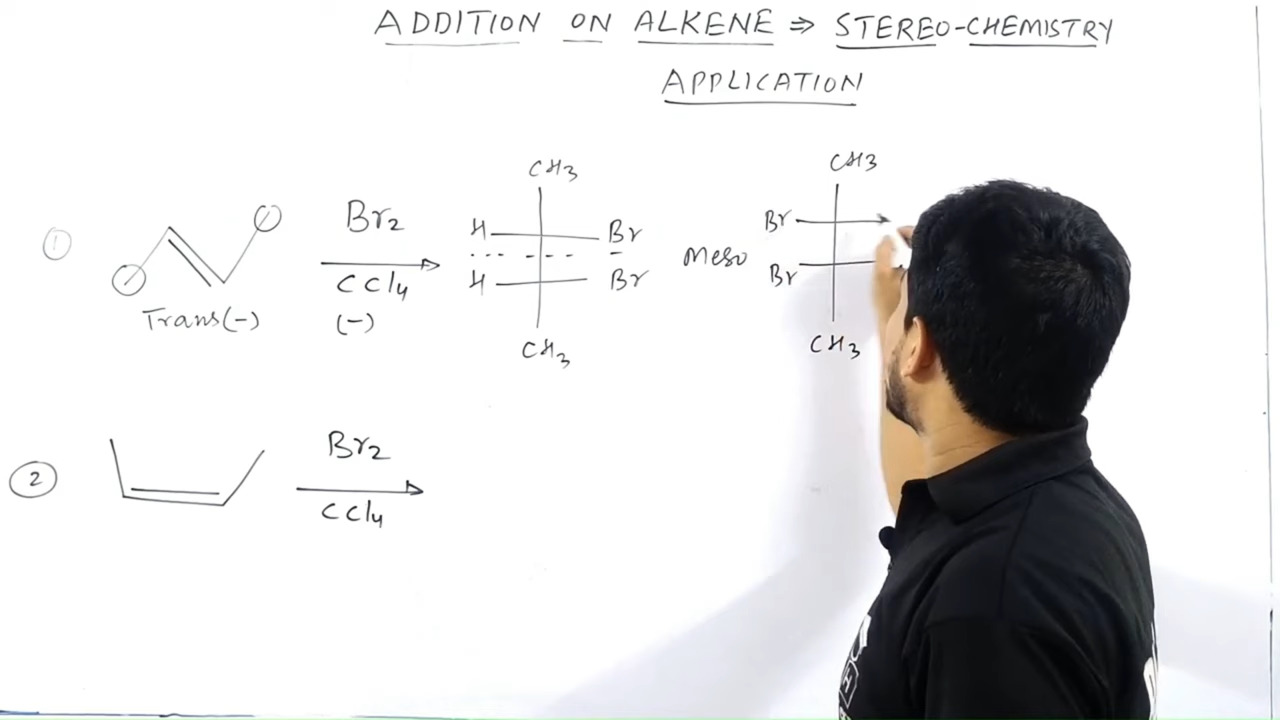 ADDITION ON ALKENE ⇒ STEREO-CHEMISTRY
APPLICATION
1
Trans(-)
Br2
CCl4
(-)
CH3
H Br
H Br
CH3
Meso
CH3
Br
Br
CH3
2
Br2
CCl4
H